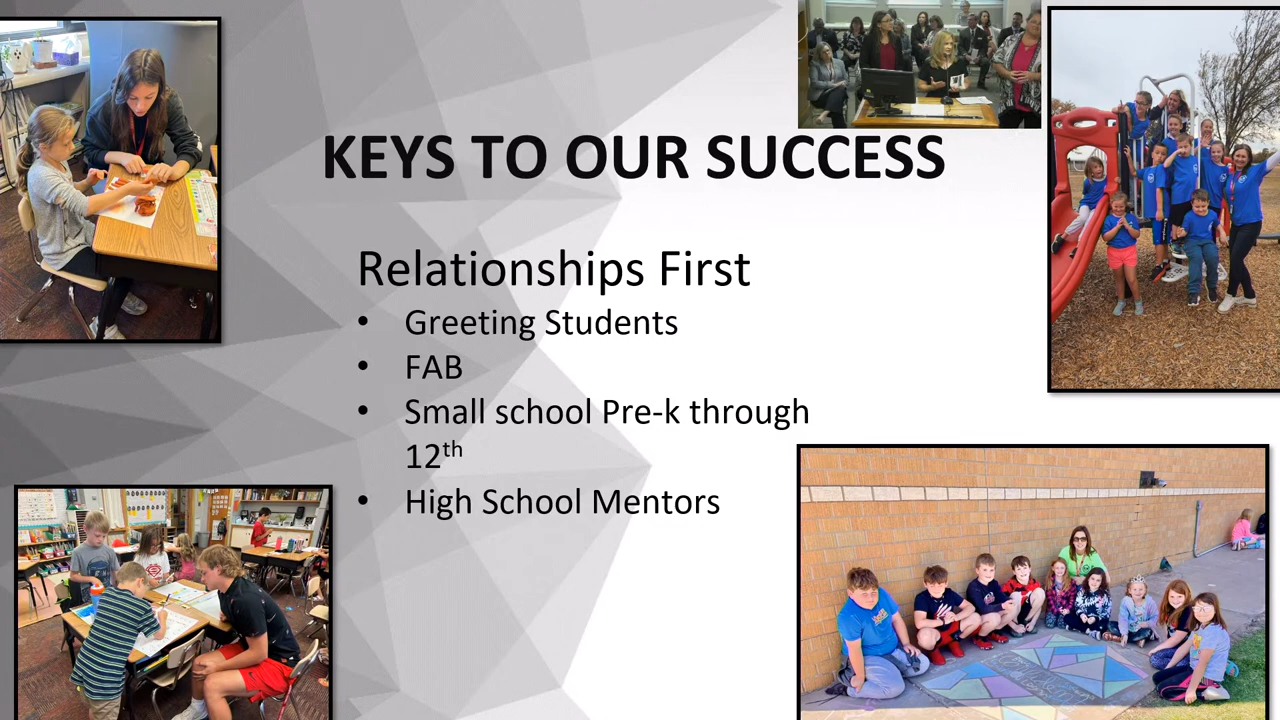 KEYS TO OUR SUCCESS
Relationships First
• Greeting Students
• FAB
• Small school Pre-k through
12th
• High School Mentors